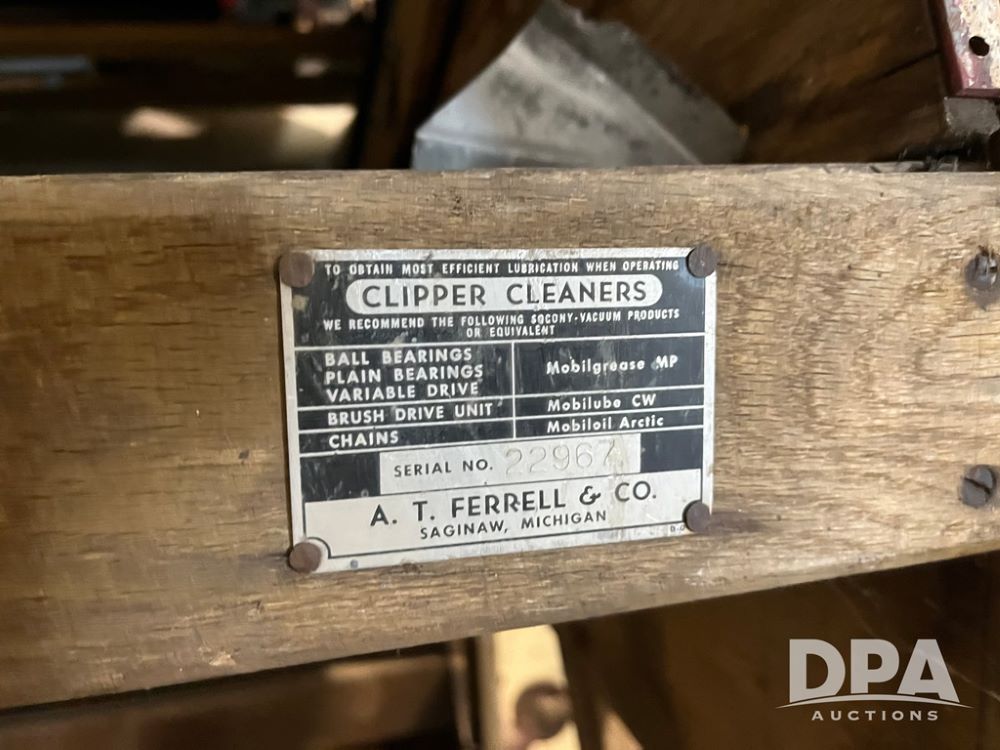 TO OBTAIN MOST EFFICIENT LUBRICATION WHEN OPERATING
CLIPPER CLEANERS
WE RECOMMEND THE FOLLOWING SOCONY-VACUUM PRODUCTS
OR EQUIVALENT
BALL BEARINGS
PLAIN BEARINGS
VARIABLE DRIVE
Mobilgrease MP
BRUSH DRIVE UNIT
Mobilube CW
CHAINS
Mobiloil Arctic
SERIAL NO. 22967
A. T. FERRELL & CO.
SAGINAW, MICHIGAN
DPA
AUCTIONS